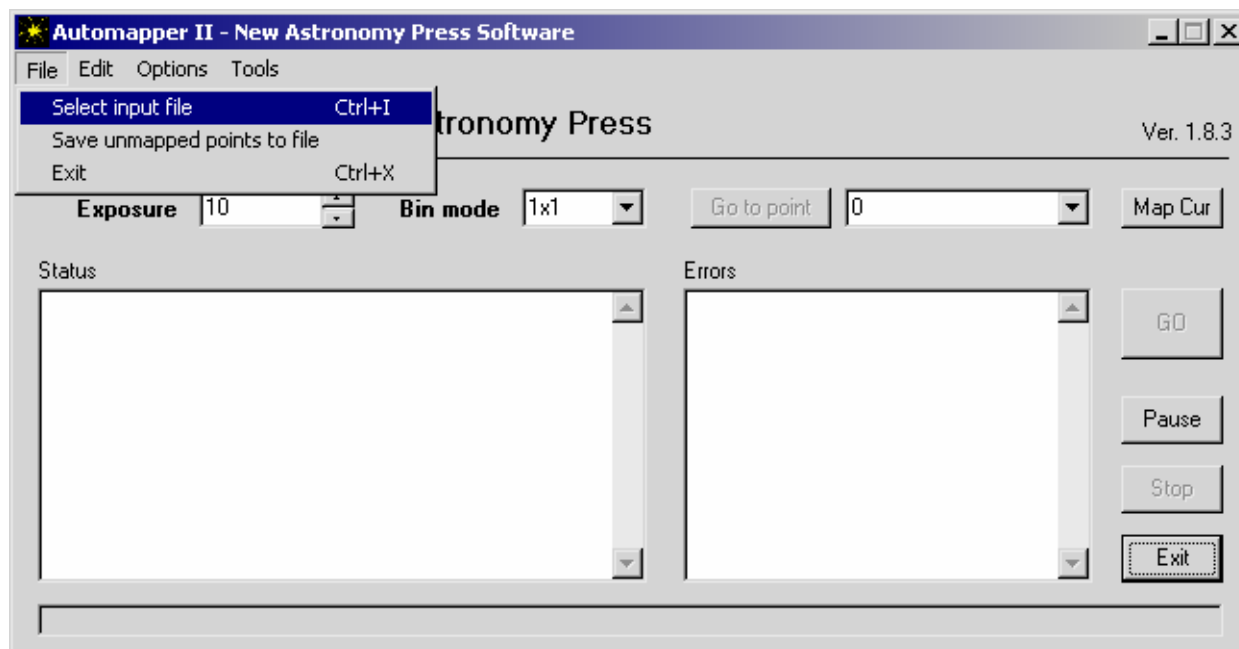 Automapper II - New Astronomy Press Software
File Edit Options Tools
Select input file Ctrl+I
Save unmapped points to file
Exit Ctrl+X
Press
Ver. 1.8.3
Exposure 10 Bin mode 1x1 Go to point 0 Map Cur
Status Errors
GO
Pause
Stop
Exit